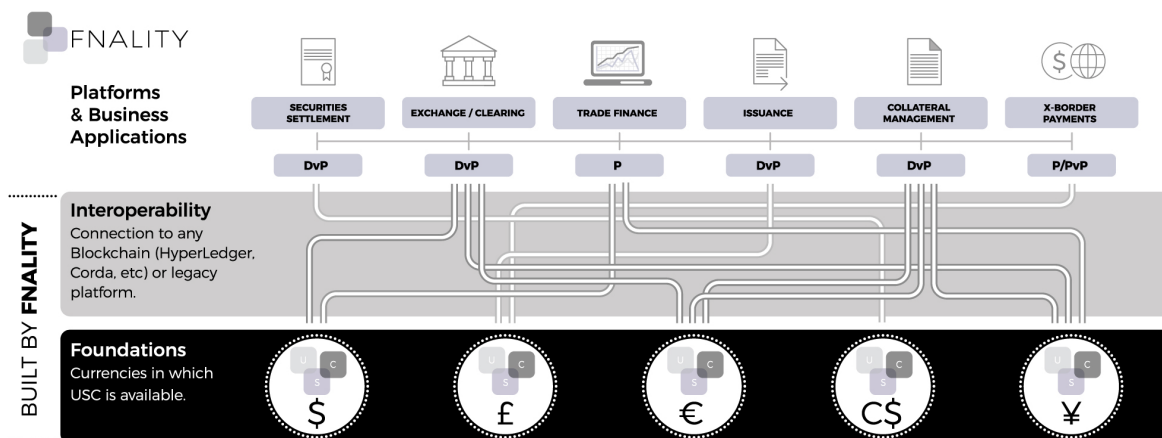 FNALITY
Platforms
& Business
Applications
$
SECURITIES
SETTLEMENT
EXCHANGE / CLEARING
TRADE FINANCE
ISSUANCE
COLLATERAL
MANAGEMENT
X-BORDER
PAYMENTS
DvP
DvP
P
DvP
DvP
P/PvP
BUILT BY FNALITY
Interoperability
Connection to any
Blockchain (HyperLedger,
Corda, etc) or legacy
platform.
Foundations
Currencies in which
USC is available.
U C S
$
U C S
£
U C S
€
U C S
C$
U C S
¥